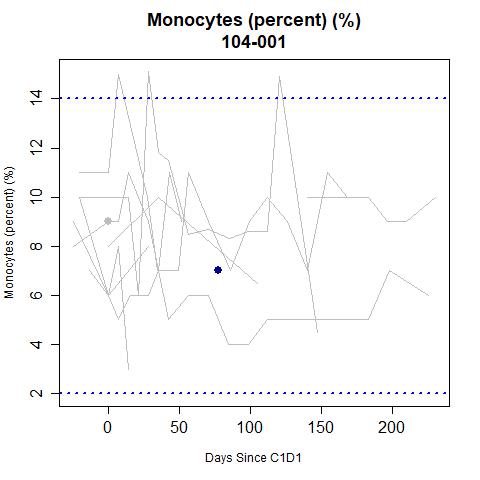 Monocytes (percent) (%)
104-001
Monocytes (percent) (%)
14
12
10
8
6
4
2
0 50 100 150 200
Days Since C1D1